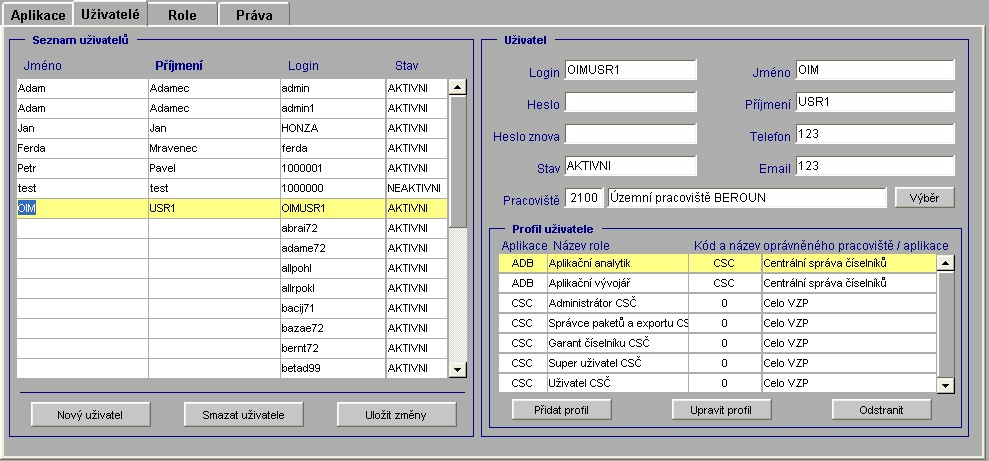 Aplikace Uživatelé Role Práva
Seznam uživatelů
Jméno Příjmení Login Stav
Adam Adamec admin AKTIVNI
Adam Adamec admin1 AKTIVNI
Jan Jan HONZA AKTIVNI
Ferda Mravenec ferda AKTIVNI
Petr Pavel 1000001 AKTIVNI
test test 1000000 NEAKTIVNI
OIM USR1 OIMUSR1 AKTIVNI
abrai72 AKTIVNI
adame72 AKTIVNI
allpohl AKTIVNI
allrpokl AKTIVNI
bacij71 AKTIVNI
bazae72 AKTIVNI
bernt72 AKTIVNI
betad99 AKTIVNI
Nový uživatel Smazat uživatele Uložit změny
Uživatel
Login OIMUSR1 Jméno OIM
Heslo Příjmení USR1
Heslo znova Telefon 123
Stav AKTIVNI Email 123
Pracoviště 2100 Územní pracoviště BEROUN Výběr
Profil uživatele
Aplikace Název role Kód a název oprávněného pracoviště / aplikace
ADB Aplikační analytik CSC Centrální správa číselníků
ADB Aplikační vývojář CSC Centrální správa číselníků
CSC Administrátor CSČ 0 Celo VZP
CSC Správce paketů a exportu CS 0 Celo VZP
CSC Garant číselníku CSČ 0 Celo VZP
CSC Super uživatel CSČ 0 Celo VZP
CSC Uživatel CSČ 0 Celo VZP
Přidat profil Upravit profil Odstranit